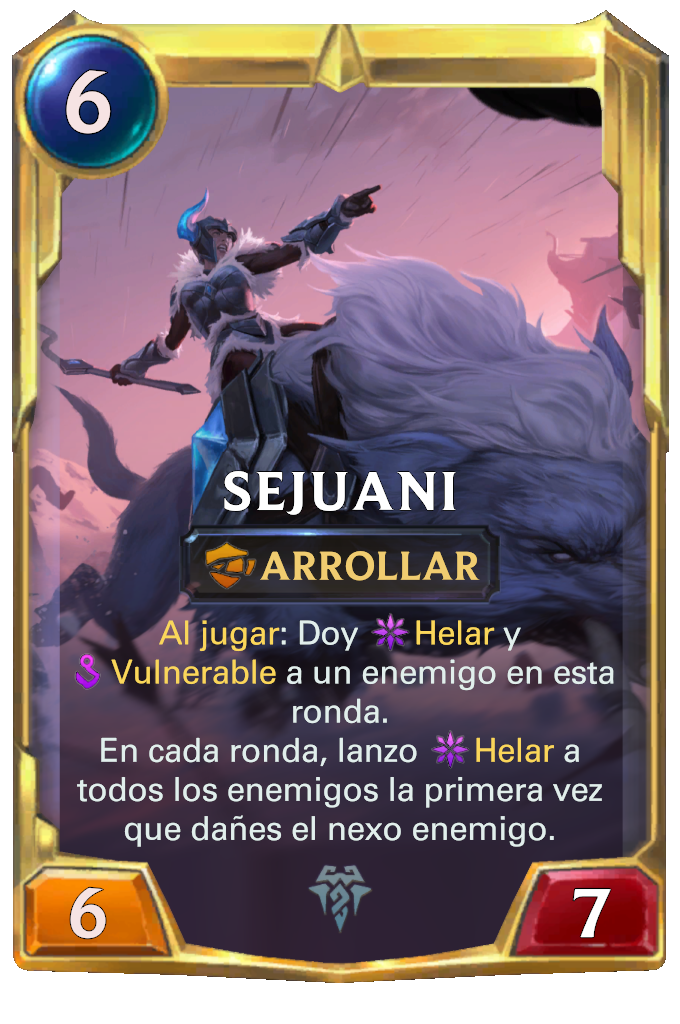 6
SEJUANI
ARROLLAR
Al jugar: Doy Helar y
Vulnerable a un enemigo en esta
ronda.
En cada ronda, lanzo Helar a
todos los enemigos la primera vez
que dañes el nexo enemigo.
6
7